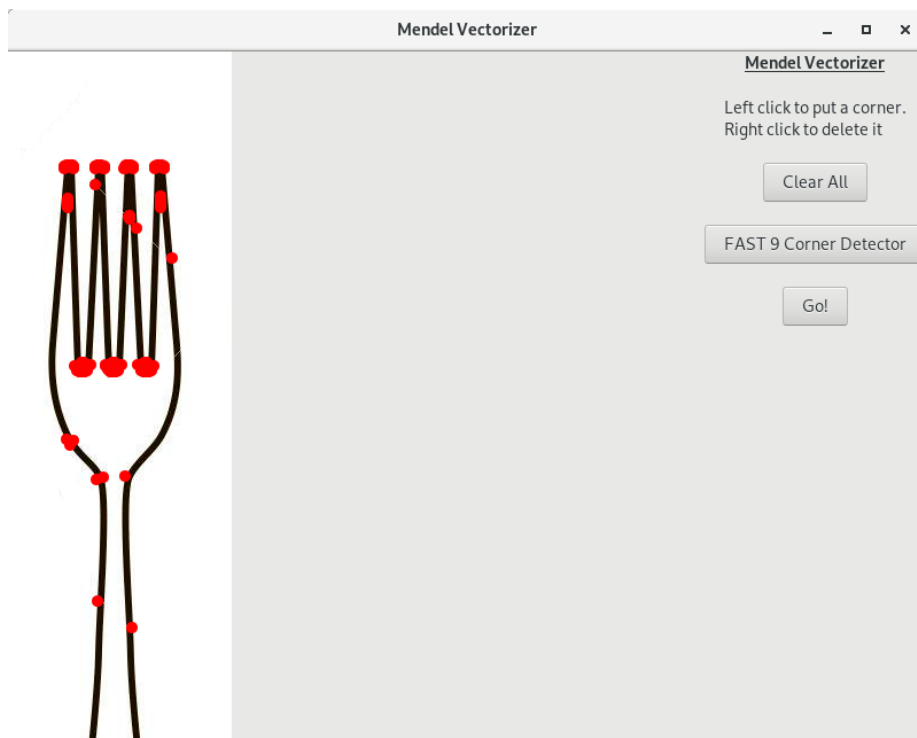 Mendel Vectorizer
Mendel Vectorizer
Left click to put a corner.
Right click to delete it
Clear All
FAST 9 Corner Detector
Go!